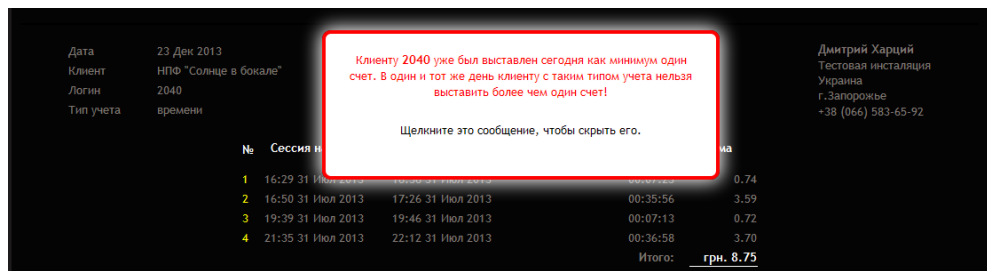 Дата 23 Дек 2013
Клиент НПФ "Солнце в бокале"
Логин 2040
Тип учета времени
Клиенту 2040 уже был выставлен сегодня как минимум один
счет. В один и тот же день клиенту с таким типом учета нельзя
выставить более чем один счет!
Щелкните это сообщение, чтобы скрыть его.
Дмитрий Харций
Тестовая инсталяция
Украина
г.Запорожье
+38 (066) 583-65-92
№ Сессия
1 16:29 31 Июл 2013 0.74
2 16:50 31 Июл 2013 17:26 31 Июл 2013 00:35:56 3.59
3 19:39 31 Июл 2013 19:46 31 Июл 2013 00:07:13 0.72
4 21:35 31 Июл 2013 22:12 31 Июл 2013 00:36:58 3.70
Итого: грн. 8.75